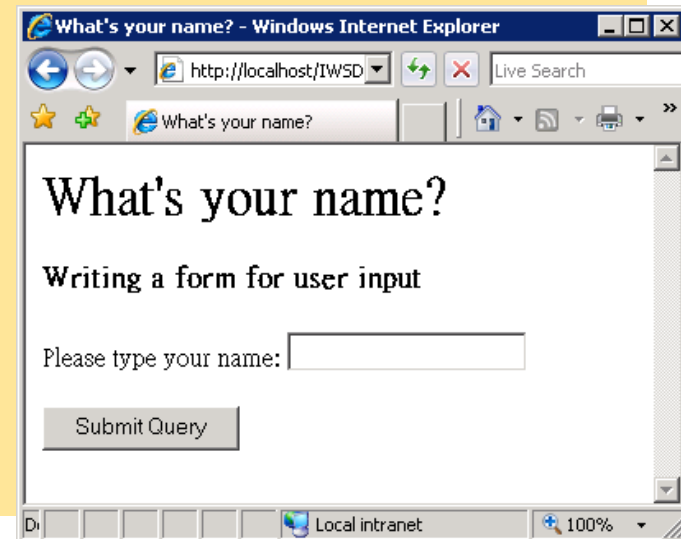 What's your name? - Windows Internet Explorer
http://localhost/IWSD
Live Search
What's your name?
»
What's your name?
Writing a form for user input
Please type your name:
Submit Query
Local intranet
100%